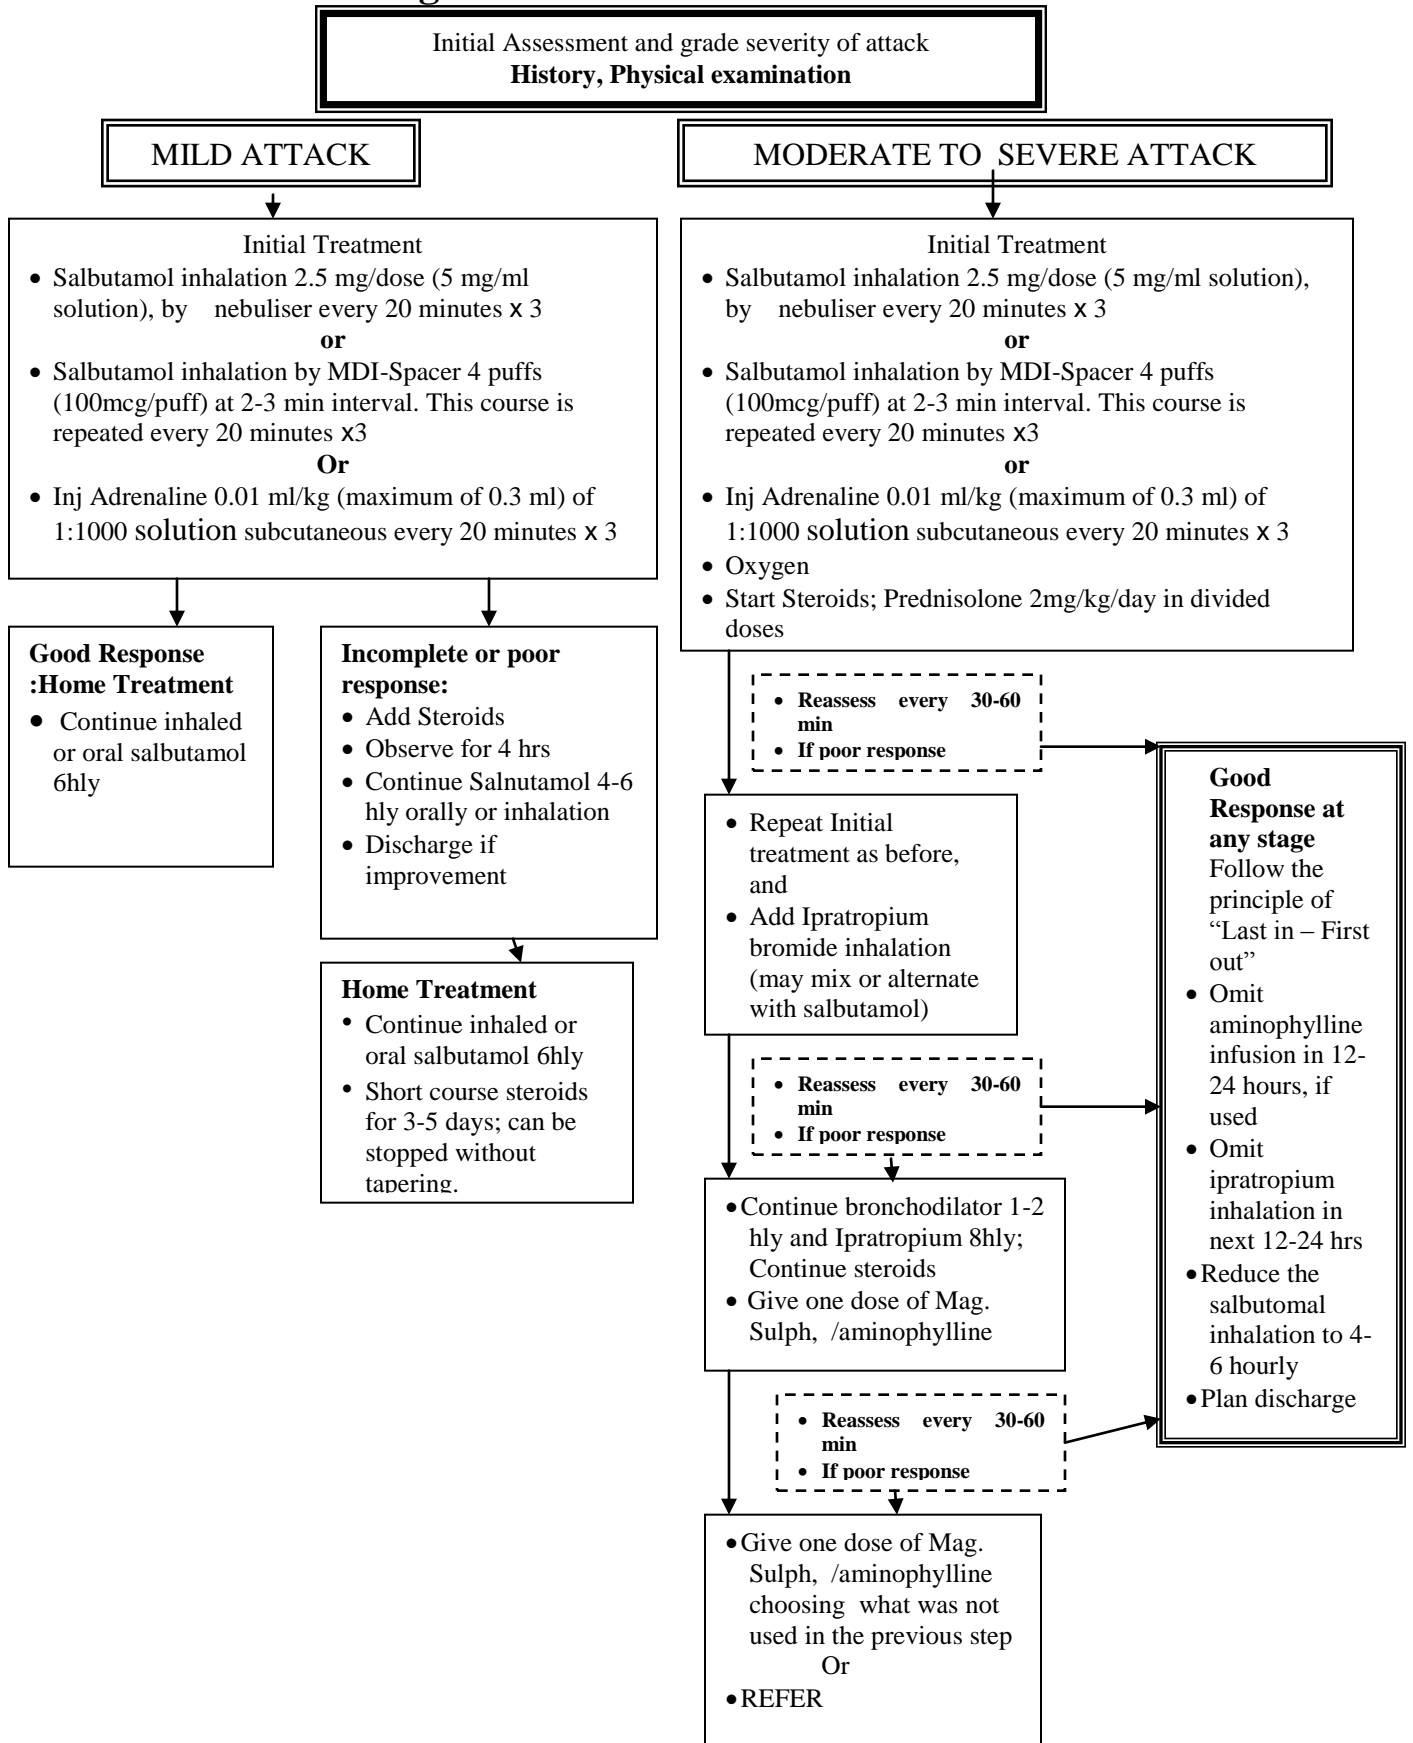 Initial Assessment and grade severity of attack
History, Physical examination
MILD ATTACK
MODERATE TO SEVERE ATTACK
Initial Treatment
• Salbutamol inhalation 2.5 mg/dose (5 mg/ml
solution), by nebuliser every 20 minutes x 3
or
• Salbutamol inhalation by MDI-Spacer 4 puffs
(100mcg/puff) at 2-3 min interval. This course is
repeated every 20 minutes x3
Or
• Inj Adrenaline 0.01 ml/kg (maximum of 0.3 ml) of
1:1000 solution subcutaneous every 20 minutes x 3
Initial Treatment
• Salbutamol inhalation 2.5 mg/dose (5 mg/ml solution),
by nebuliser every 20 minutes x 3
or
• Salbutamol inhalation by MDI-Spacer 4 puffs
(100mcg/puff) at 2-3 min interval. This course is
repeated every 20 minutes x3
or
• Inj Adrenaline 0.01 ml/kg (maximum of 0.3 ml) of
1:1000 solution subcutaneous every 20 minutes x 3
• Oxygen
• Start Steroids; Prednisolone 2mg/kg/day in divided
doses
Good Response
:Home Treatment
• Continue inhaled
or oral salbutamol
6hly
Incomplete or poor
response:
• Add Steroids
• Observe for 4 hrs
• Continue Salnutamol 4-6
hly orally or inhalation
• Discharge if
improvement
Home Treatment
• Continue inhaled or
oral salbutamol 6hly
• Short course steroids
for 3-5 days; can be
stopped without
tapering.
• Reassess every 30-60
min
• If poor response
• Repeat Initial
treatment as before,
and
• Add Ipratropium
bromide inhalation
(may mix or alternate
with salbutamol)
• Reassess every 30-60
min
• If poor response
• Continue bronchodilator 1-2
hly and Ipratropium 8hly;
Continue steroids
• Give one dose of Mag.
Sulph, /aminophylline
• Reassess every 30-60
min
• If poor response
• Give one dose of Mag.
Sulph, /aminophylline
choosing what was not
used in the previous step
Or
• REFER
Good
Response at
any stage
Follow the
principle of
“Last in – First
out”
• Omit
aminophylline
infusion in 12-
24 hours, if
used
• Omit
ipratropium
inhalation in
next 12-24 hrs
• Reduce the
salbutomal
inhalation to 4-
6 hourly
• Plan discharge